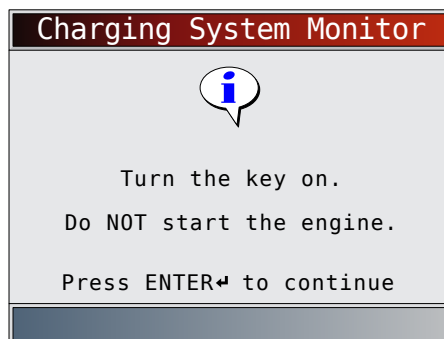 Charging System Monitor
i
Turn the key on.
Do NOT start the engine.
Press ENTER↵ to continue